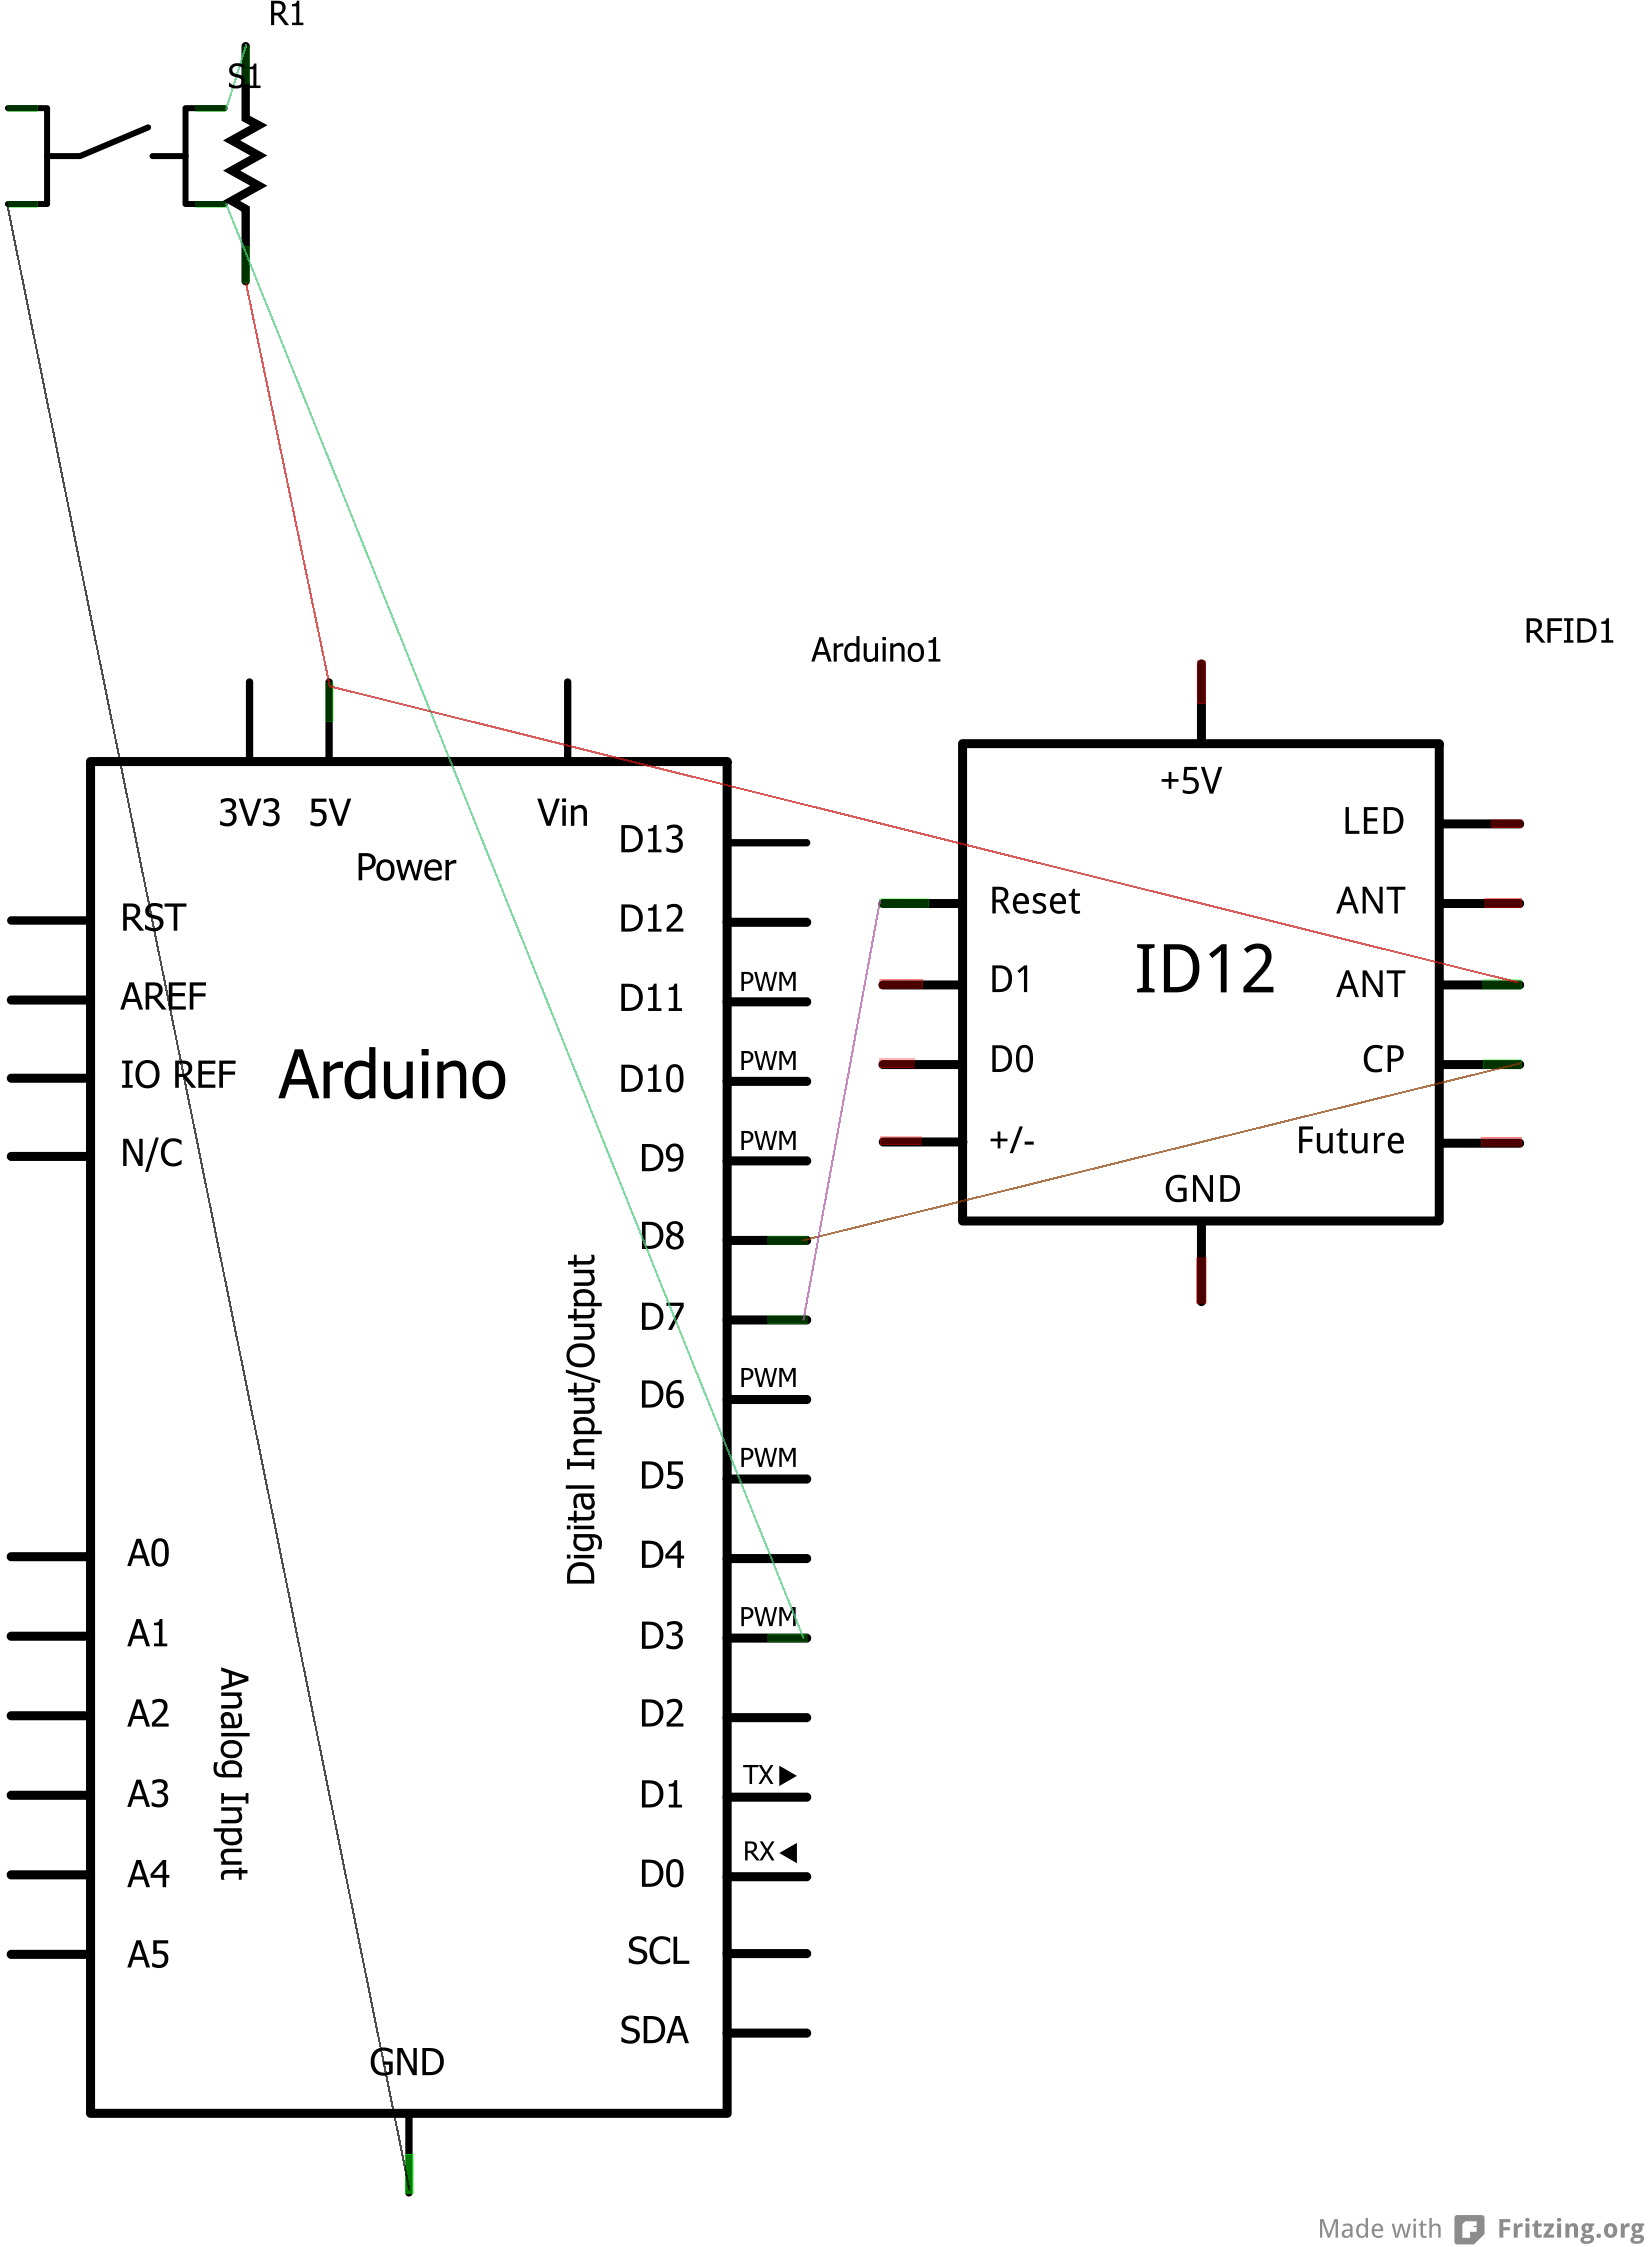 R1
S1
Arduino1
RFID1
3V3 5V Vin
Power
D13
RST
D12
AREF
PWM
D11
IO REF
Arduino
PWM
D10
N/C
PWM
D9
D8
D7
Digital Input/Output
PWM
D6
PWM
D5
A0
D4
A1
PWM
D3
A2
D2
Analog Input
A3
TX
D1
A4
RX
D0
A5
SCL
SDA
GND
+5V
LED
Reset
ANT
ID12
D1
ANT
D0
CP
+/-
Future
GND
Made with Fritzing.org